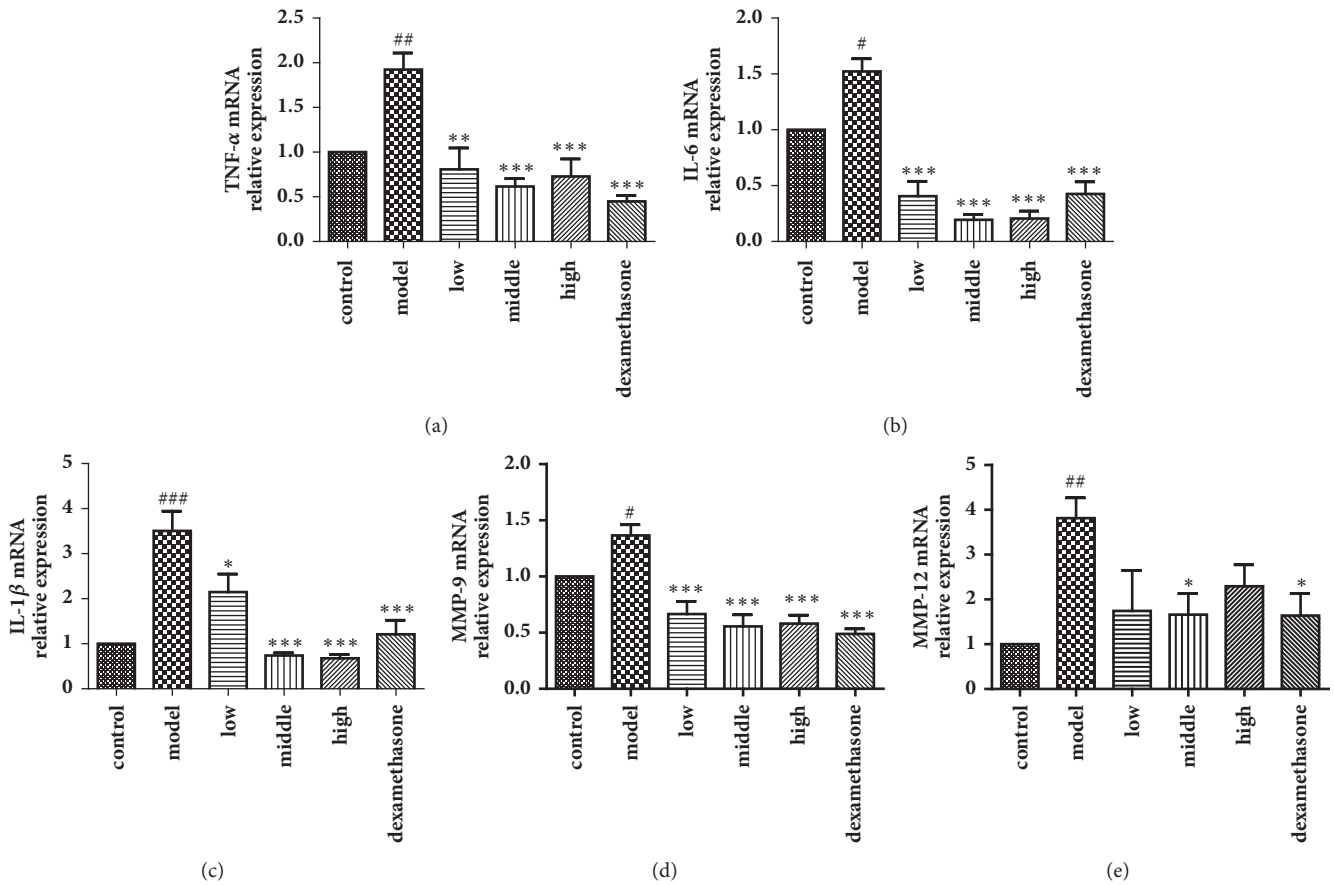 TNF-α mRNA
relative expression
2.5
2.0
1.5
1.0
0.5
0.0
##
**
***
***
***
control
model
low
middle
high
dexamethasone
(a)
IL-6 mRNA
relative expression
2.0
1.5
1.0
0.5
0.0
#
***
***
***
***
control
model
low
middle
high
dexamethasone
(b)
IL-1β mRNA
relative expression
5
4
3
2
1
0
###
*
***
***
***
control
model
low
middle
high
dexamethasone
(c)
MMP-9 mRNA
relative expression
2.0
1.5
1.0
0.5
0.0
#
***
***
***
***
control
model
low
middle
high
dexamethasone
(d)
MMP-12 mRNA
relative expression
5
4
3
2
1
0
##
*
*
control
model
low
middle
high
dexamethasone
(e)